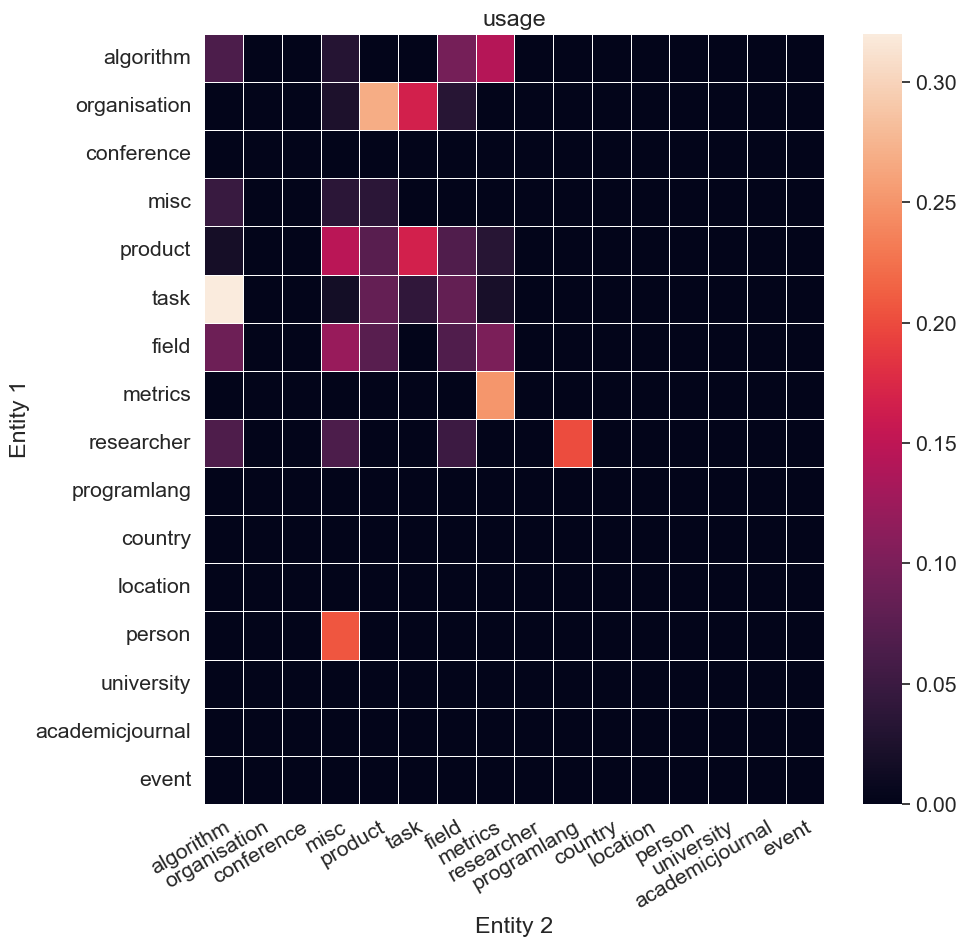 usage
algorithm
organisation
conference
misc
product
task
field
metrics
researcher
programlang
country
location
person
university
academicjournal
event
Entity 1
algorithm
organisation
conference
misc
product
task
field
metrics
researcher
programlang
country
location
person
university
academicjournal
event
Entity 2
0.30
0.25
0.20
0.15
0.10
0.05
0.00